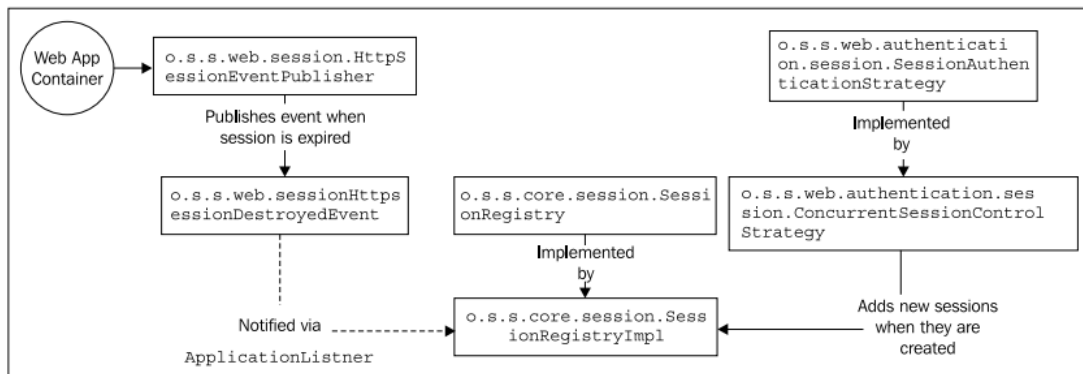 Web App
Container
o.s.s.web.session.HttpS
essionEventPublisher
Publishes event when
session is expired
o.s.s.web.sessionHttps
essionDestroyedEvent
Notified via
ApplicationListner
o.s.s.core.session.Sessi
onRegistry
Implemented
by
o.s.s.core.session.Sess
ionRegistryImpl
o.s.s.web.authenticati
on.session.SessionAuthen
ticationStrategy
Implemented
by
o.s.s.web.authentication.ses
sion.ConcurrentSessionControl
Strategy
Adds new sessions
when they are
created